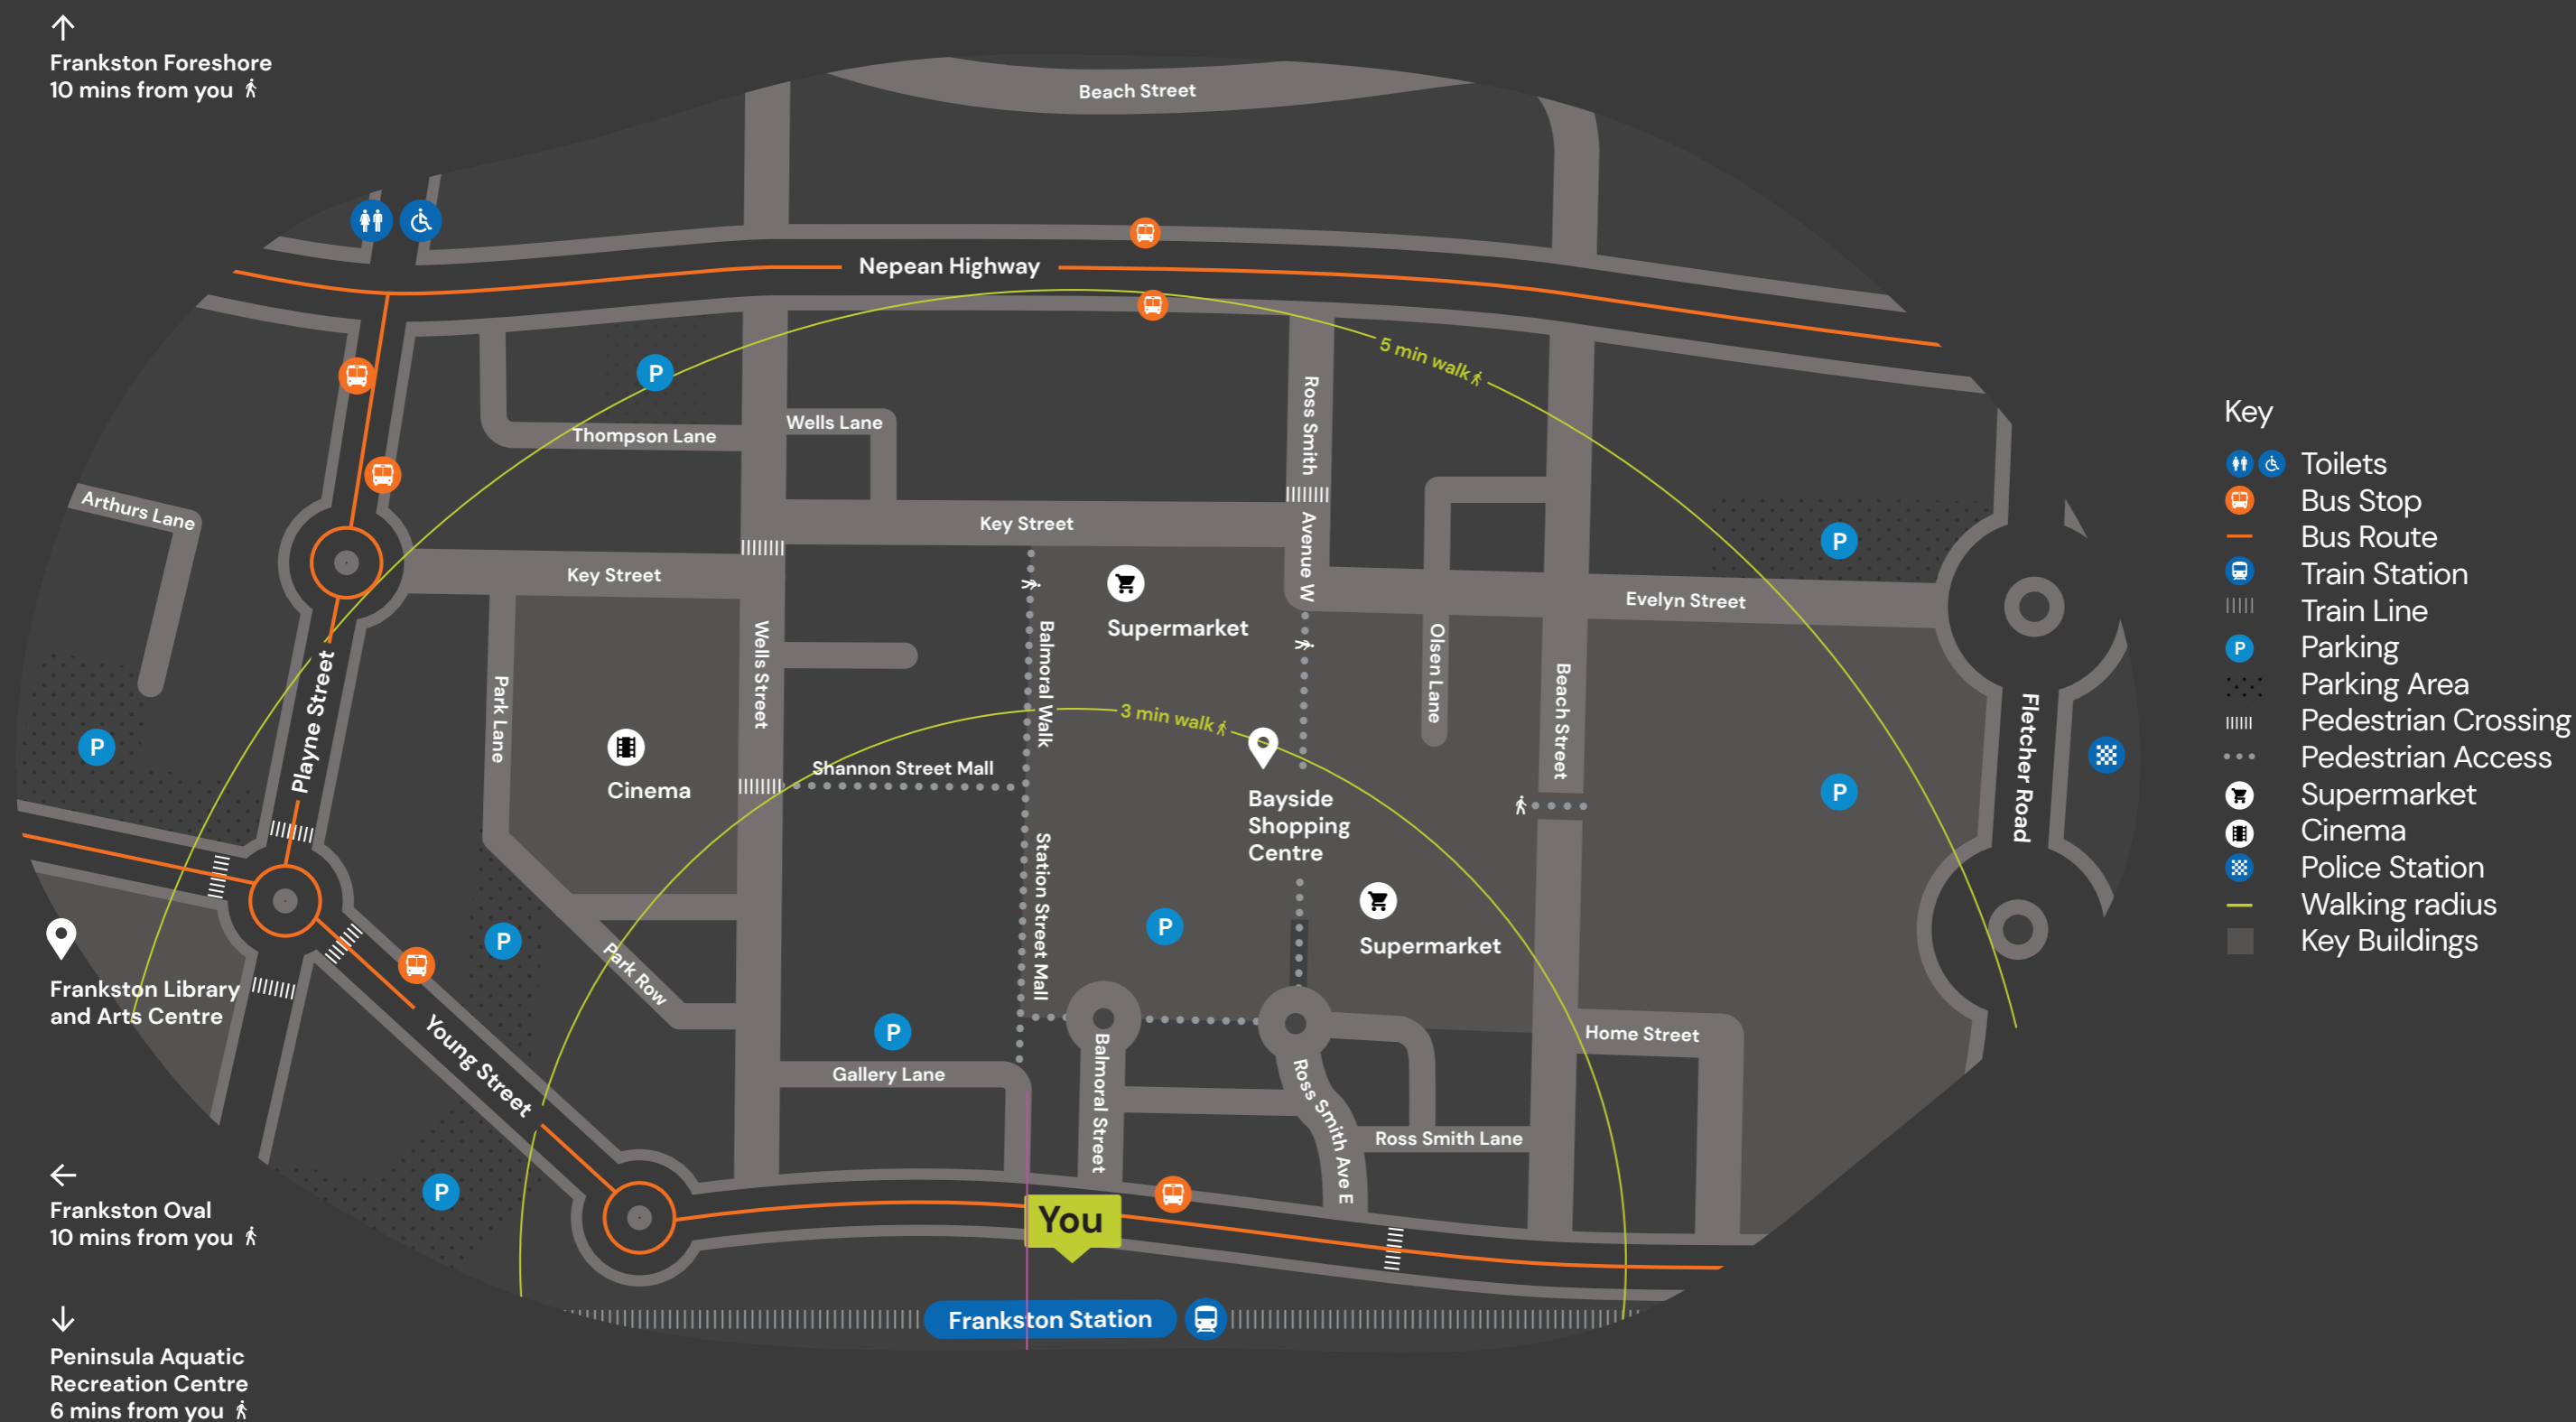 Frankston Foreshore
10 mins from you
Beach Street
Nepean Highway
5 min walk
Ross Smith
Avenue W
Wells Lane
Thompson Lane
Arthurs Lane
Key Street
Key Street
Evelyn Street
Supermarket
Balmoral Walk
Wells Street
Park Lane
Playne Street
Olsen Lane
Beach Street
Fletcher Road
3 min walk
Shannon Street Mall
Cinema
Bayside
Shopping
Centre
P
P
P
P
P
P
P
P
Station Street Mall
Supermarket
Park Row
Frankston Library
and Arts Centre
Young Street
Gallery Lane
Balmoral Street
Ross Smith Ave E
Home Street
Ross Smith Lane
You
Frankston Station
Frankston Oval
10 mins from you
Peninsula Aquatic
Recreation Centre
6 mins from you
Key
Toilets
Bus Stop
Bus Route
Train Station
Train Line
P Parking
Parking Area
Pedestrian Crossing
Pedestrian Access
Supermarket
Cinema
Police Station
Walking radius
Key Buildings